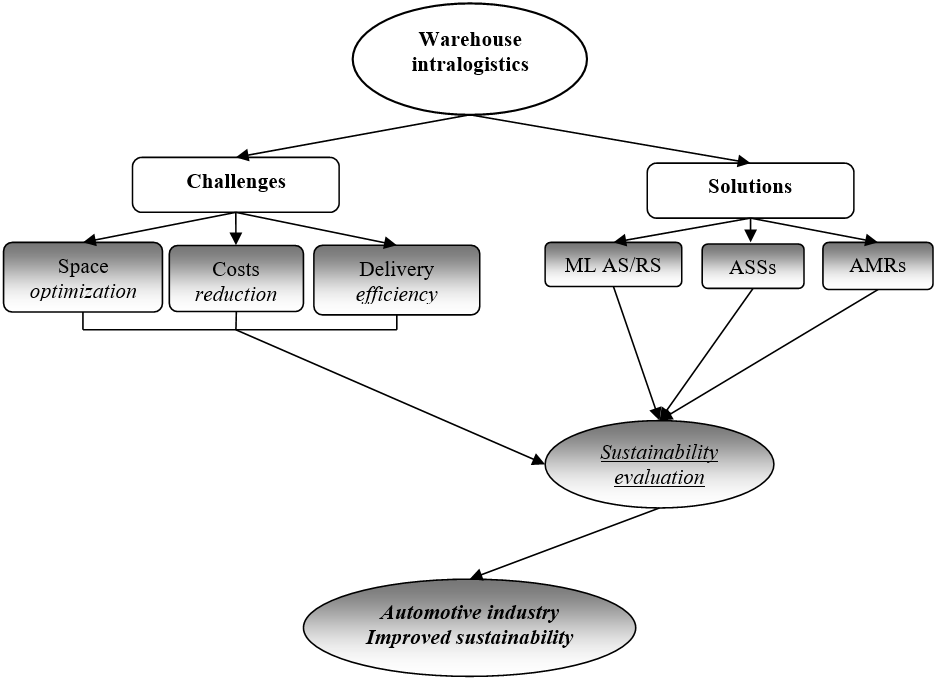 Warehouse
intralogistics
Challenges
Solutions
Space
optimization
Costs
reduction
Delivery
efficiency
ML AS/RS
ASSs
AMRs
Sustainability
evaluation
Automotive industry
Improved sustainability